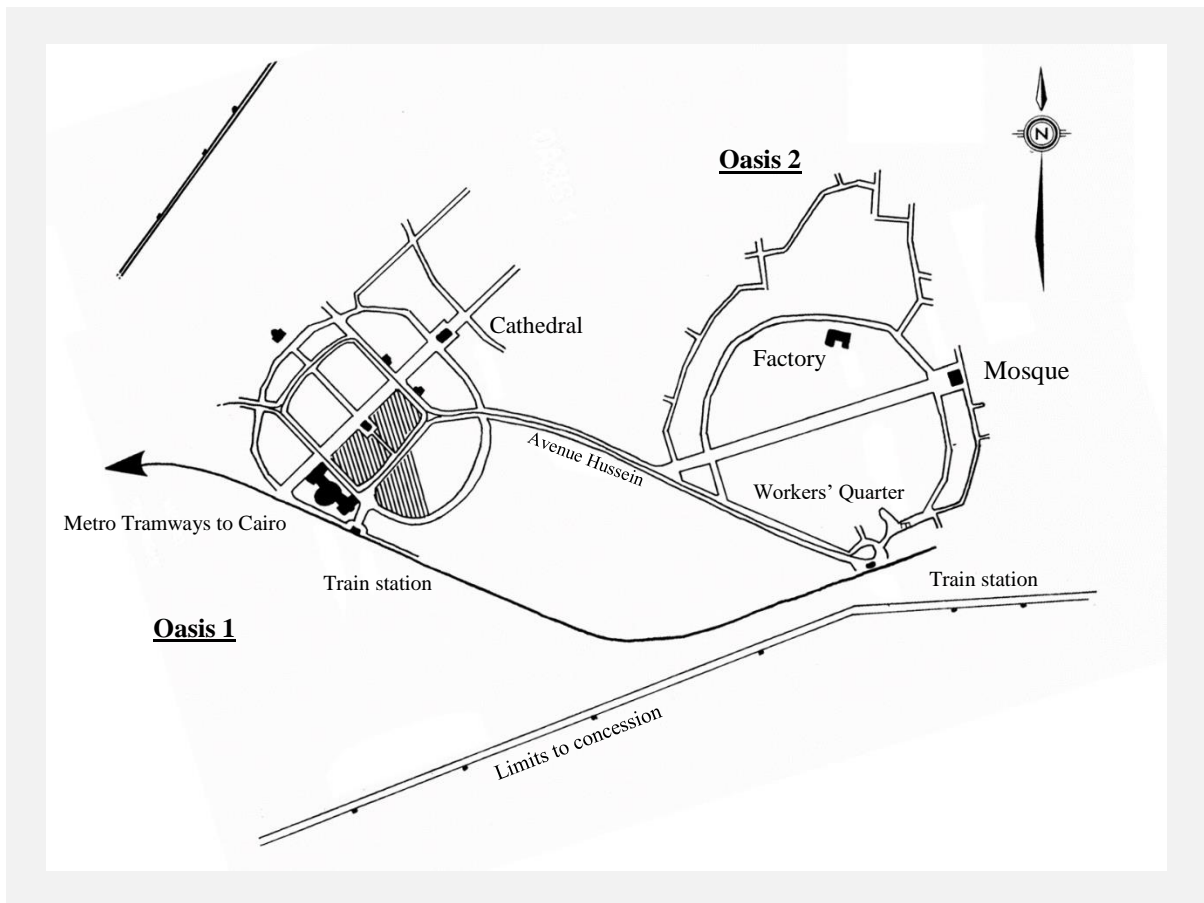 N
Oasis 2
Cathedral
Factory
Mosque
Avenue Hussein
Workers' Quarter
Metro Tramways to Cairo
Train station
Train station
Oasis 1
Limits to concession